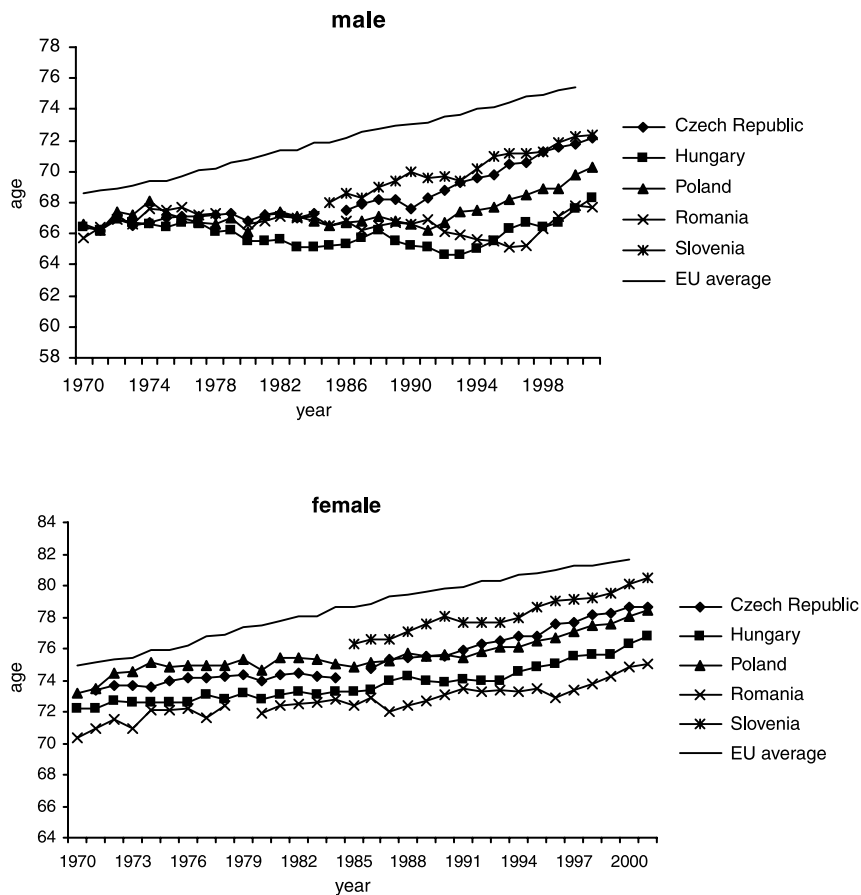 male
78
76
74
72
70
68
66
64
62
60
58
age
1970 1974 1978 1982 1986 1990 1994 1998
year
Czech Republic
Hungary
Poland
Romania
Slovenia
EU average
female
84
82
80
78
76
74
72
70
68
66
64
age
1970 1973 1976 1979 1982 1985 1988 1991 1994 1997 2000
year
Czech Republic
Hungary
Poland
Romania
Slovenia
EU average